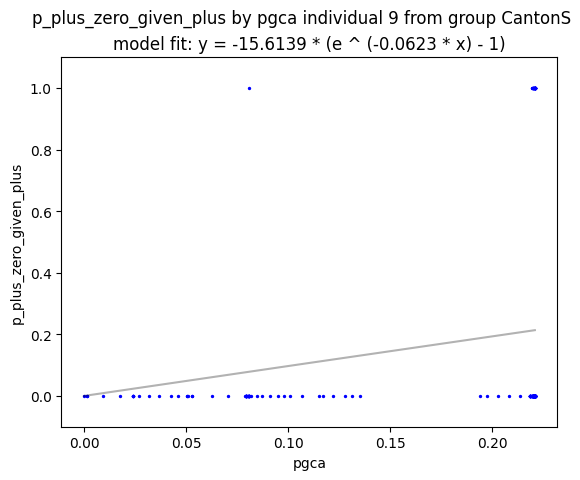 p_plus_zero_given_plus by pgca individual 9 from group CantonS
model fit: y = -15.6139 * (e ^ (-0.0623 * x) - 1)
p_plus_zero_given_plus
1.0
0.8
0.6
0.4
0.2
0.0
0.00 0.05 0.10 0.15 0.20
pgca